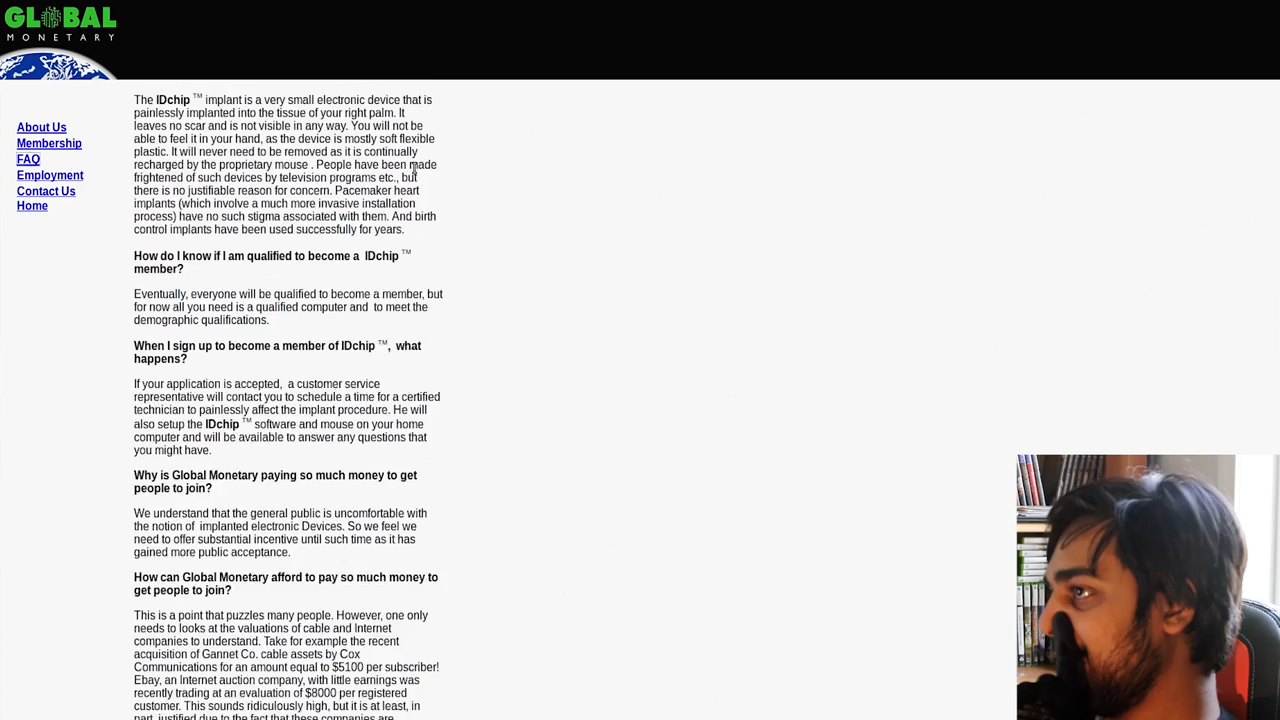 GLOBAL
MONETARY
About Us
Membership
FAQ
Employment
Contact Us
Home
The IDchip TM implant is a very small electronic device that is
painlessly implanted into the tissue of your right palm. It
leaves no scar and is not visible in any way. You will not be
able to feel it in your hand, as the device is mostly soft flexible
plastic. It will never need to be removed as it is continually
recharged by the proprietary mouse . People have been made
frightened of such devices by television programs etc., but
there is no justifiable reason for concern. Pacemaker heart
implants (which involve a much more invasive installation
process) have no such stigma associated with them. And birth
control implants have been used successfully for years.
How do I know if I am qualified to become a IDchip TM
member?
Eventually, everyone will be qualified to become a member, but
for now all you need is a qualified computer and to meet the
demographic qualifications.
When I sign up to become a member of IDchip TM, what
happens?
If your application is accepted, a customer service
representative will contact you to schedule a time for a certified
technician to painlessly affect the implant procedure. He will
also setup the IDchip TM software and mouse on your home
computer and will be available to answer any questions that
you might have.
Why is Global Monetary paying so much money to get
people to join?
We understand that the general public is uncomfortable with
the notion of implanted electronic Devices. So we feel we
need to offer substantial incentive until such time as it has
gained more public acceptance.
How can Global Monetary afford to pay so much money to
get people to join?
This is a point that puzzles many people. However, one only
needs to looks at the valuations of cable and Internet
companies to understand. Take for example the recent
acquisition of Gannet Co. cable assets by Cox
Communications for an amount equal to $5100 per subscriber!
Ebay, an Internet auction company, with little earnings was
recently trading at an evaluation of $8000 per registered
customer. This sounds ridiculously high, but it is at least, in
part, justified due to the fact that these companies are